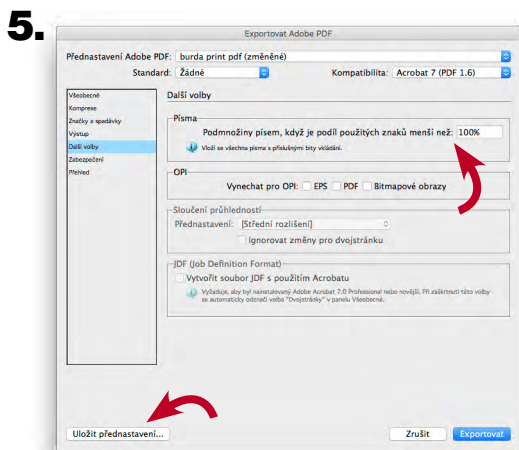 5.
Exportovat Adobe PDF
Přednastavení Adobe PDF: burda print pdf (změněné)
Standard: Žádné Kompatibilita: Acrobat 7 (PDF 1.6)
Všeobecné
Komprese
Značky a spadávky
Výstup
Další volby
Zabezpečení
Přehled
Další volby
Písma
Podmnožiny písem, když je podíl použitých znaků menší než: 100%
Vloží se všechna písma s příslušnými bity vkládání.
OPI
Vynechat pro OPI: EPS PDF Bitmapové obrazy
Sloučení průhledností
Přednastavení: [Střední rozlišení]
Ignorovat změny pro dvojstránku
JDF (Job Definition Format)
Vytvořit soubor JDF s použitím Acrobatu
Vyžaduje, aby byl nainstalovaný Adobe Acrobat 7.0 Professional nebo novější. Při zaškrtnutí této volby
se automaticky odznačí volba "Dvojstránky" v panelu Všeobecné.
Uložit přednastavení... Zrušit Exportovat